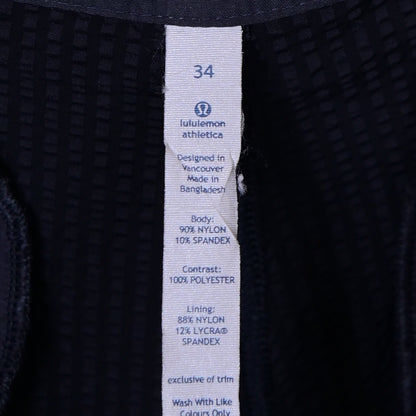 34
lululemon
athletica
Designed in
Vancouver
Made in
Bangladesh
Body:
90% NYLON
10% SPANDEX
Contrast:
100% POLYESTER
Lining:
88% NYLON
12% LYCRA®
SPANDEX
exclusive of trim
Wash With Like
Colours Only